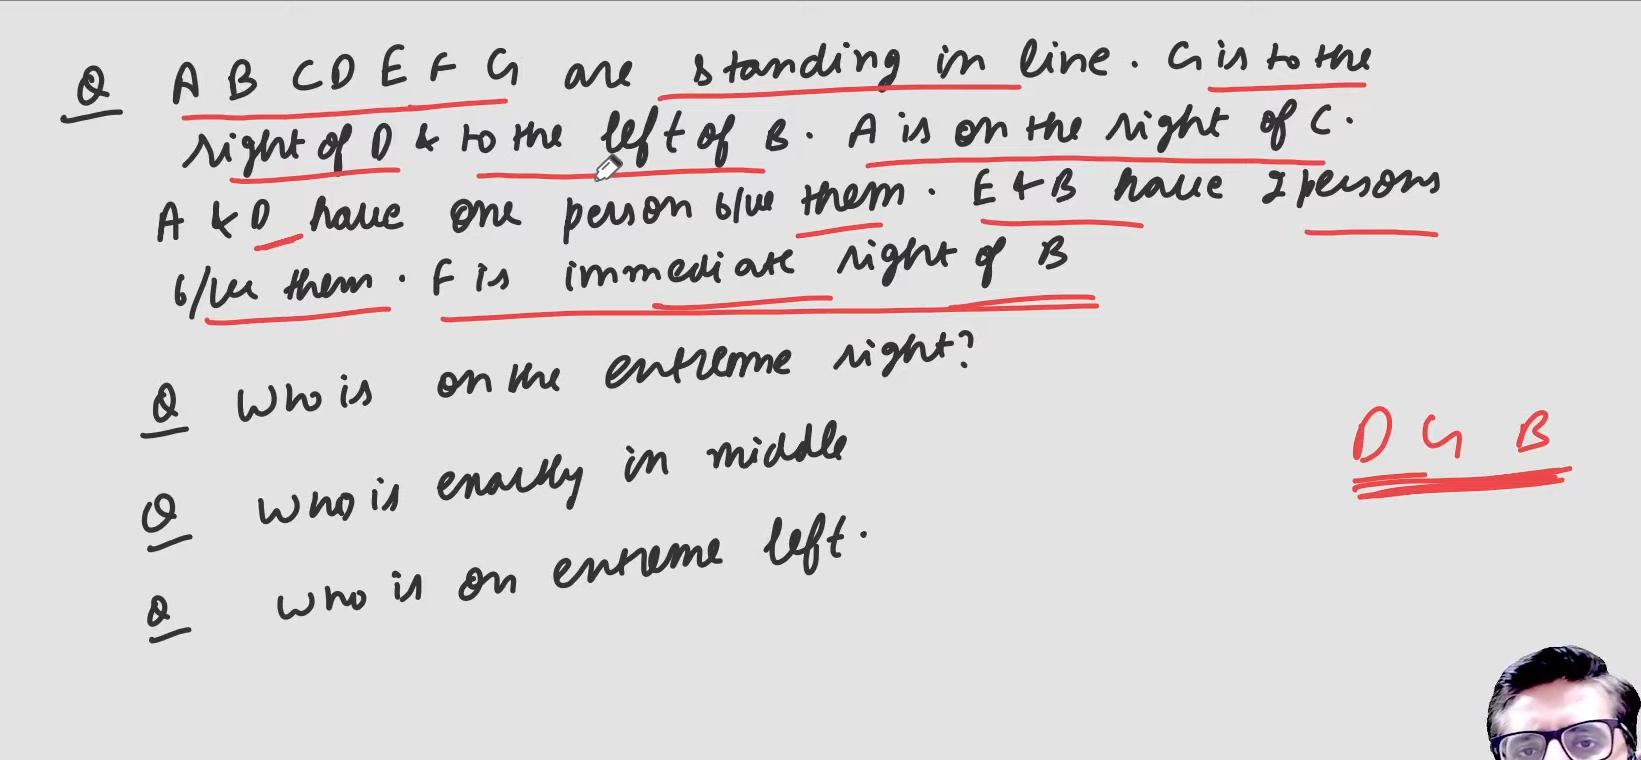 Q A B C D E F G are standing in line. G is to the
right of D & to the left of B. A is on the right of C.
A & D have one person b/w them. E & B have 2 persons
b/w them. F is immediate right of B
Q Who is on the extreme right?
Q Who is exactly in middle
Q who is on extreme left.
D G B